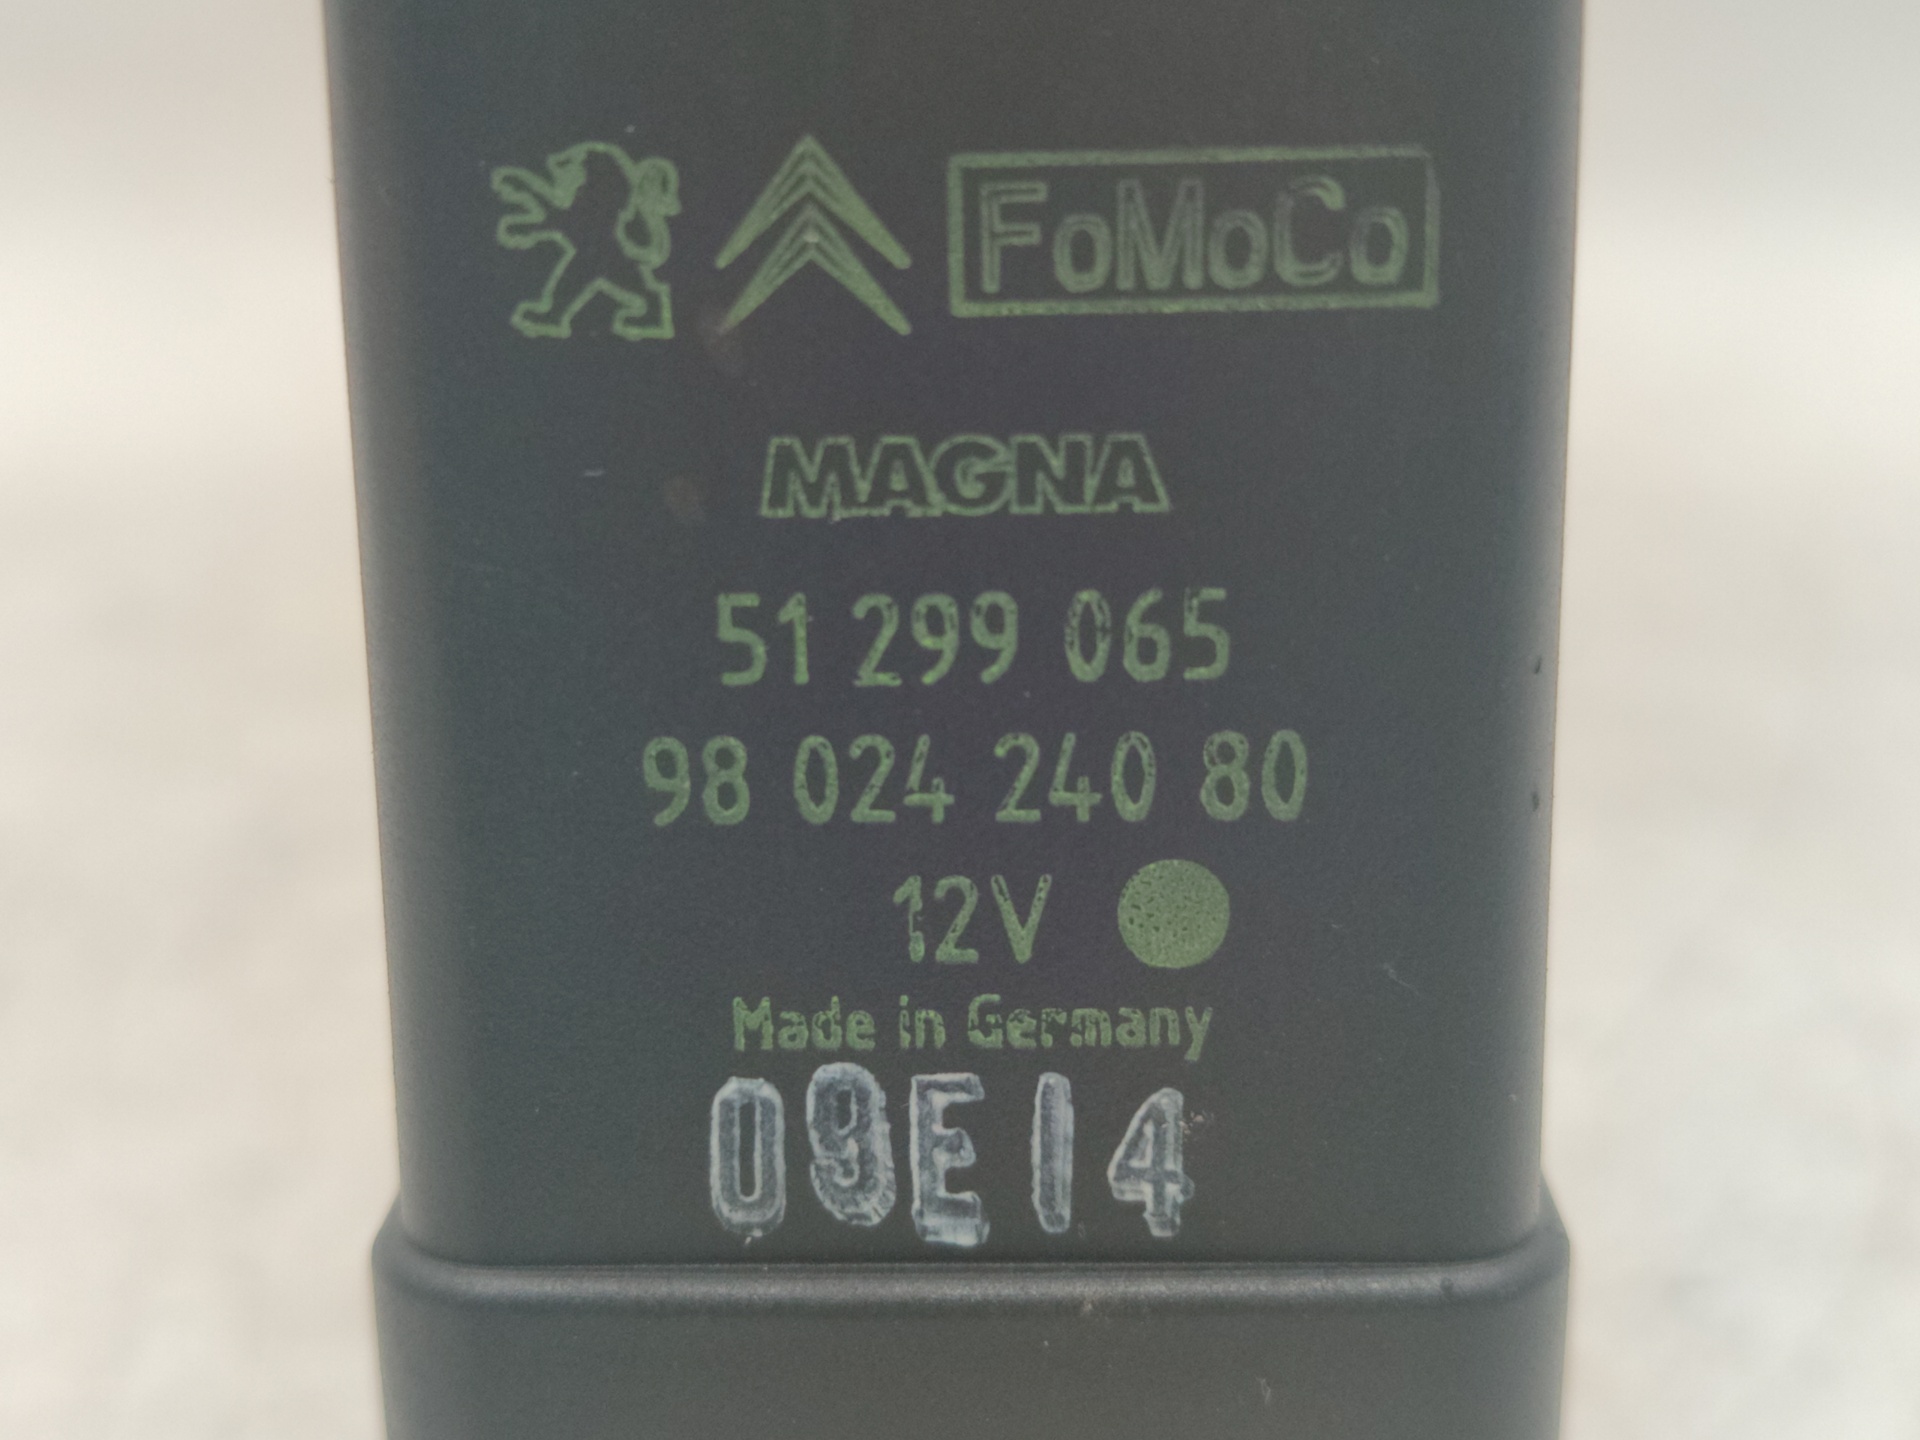 FoMoCo
MAGNA
51 299 065
98 024 240 80
12V
Made in Germany
09E14